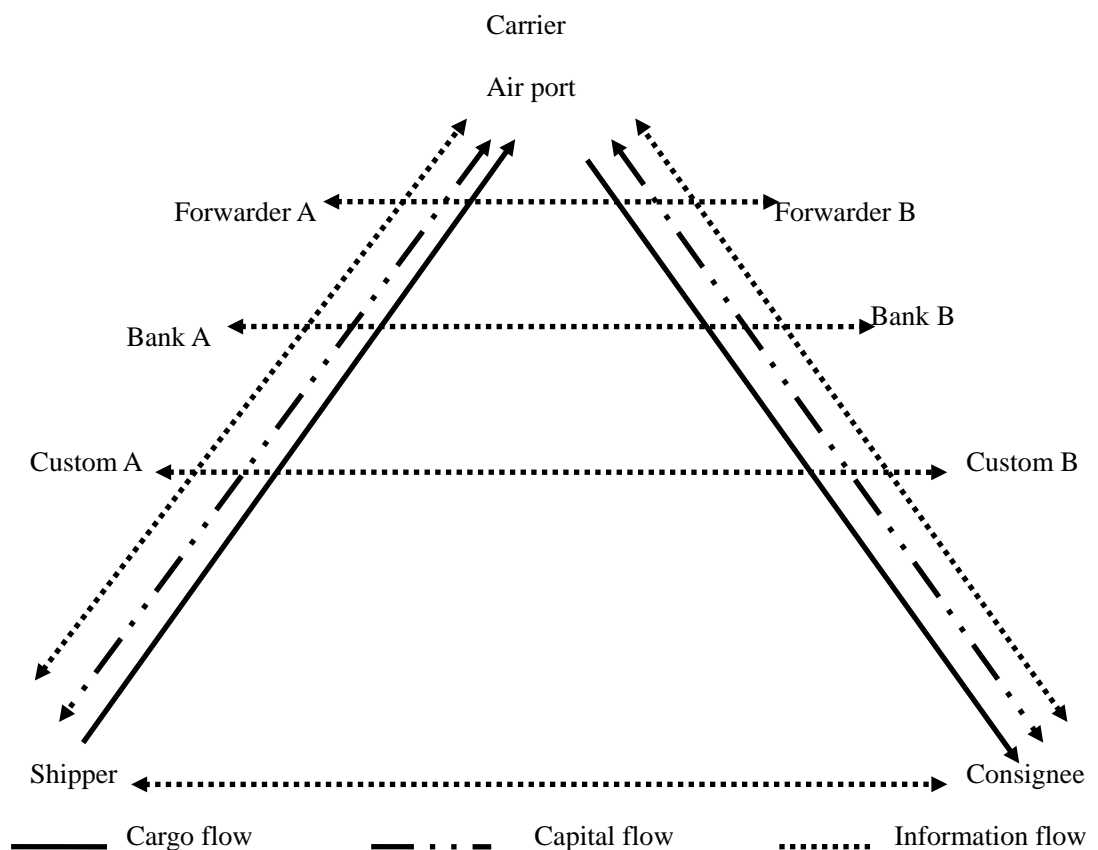 Carrier
Air port
Forwarder A
Forwarder B
Bank A
Bank B
Custom A
Custom B
Shipper
Consignee
Cargo flow
Capital flow
Information flow